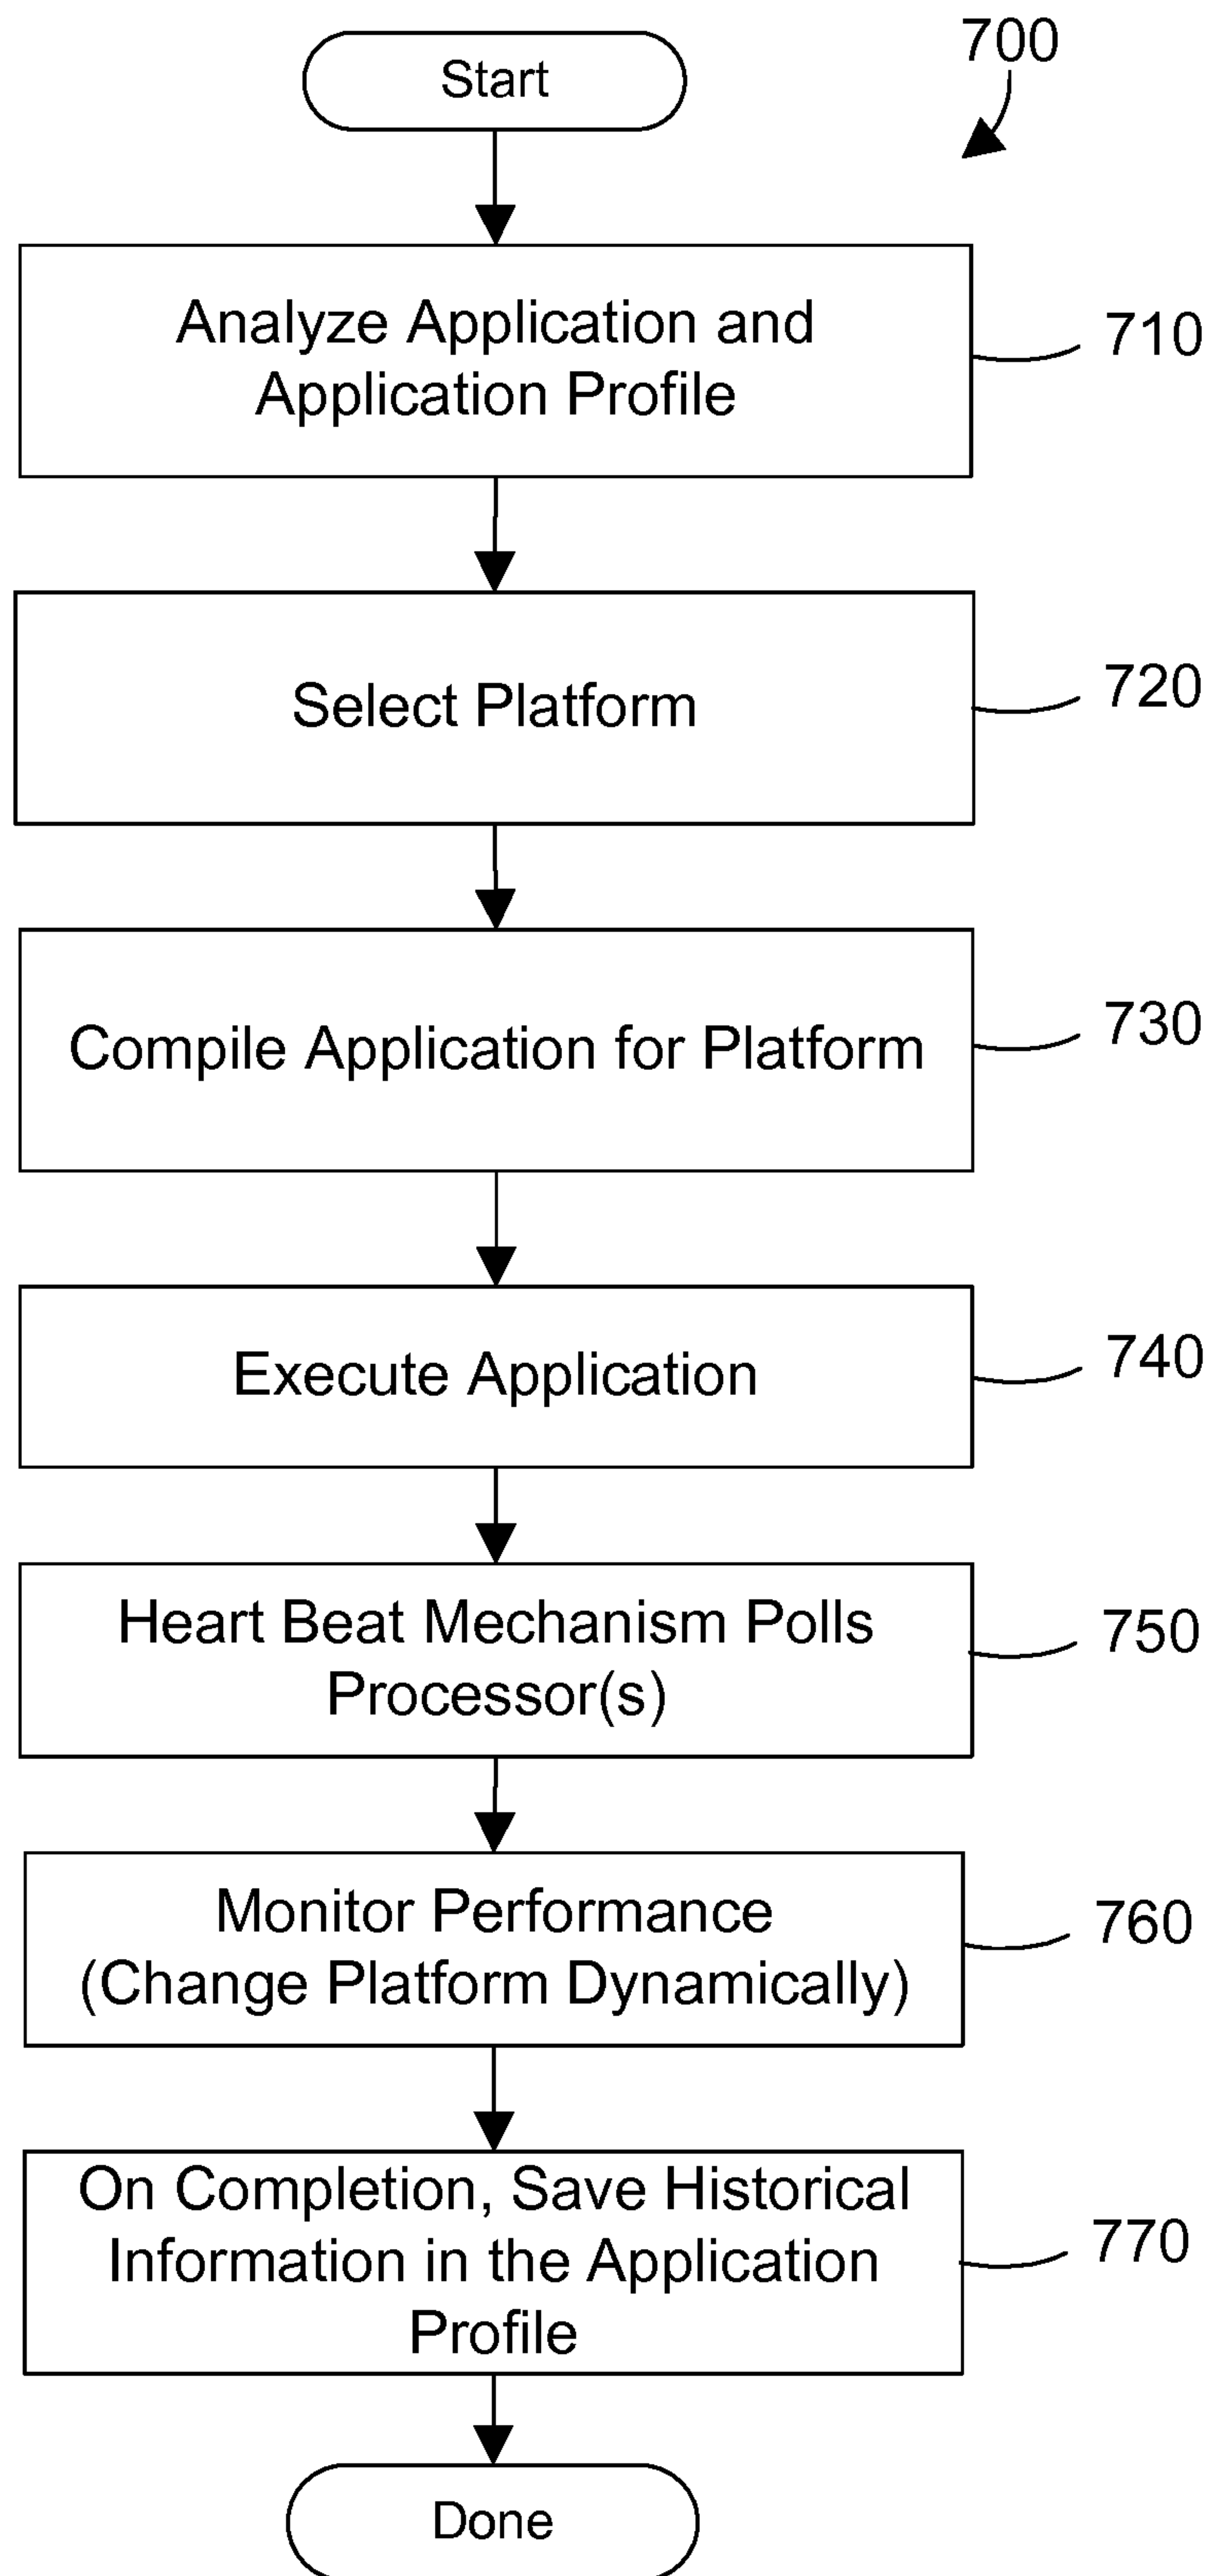 700
Start
Analyze Application and
Application Profile
710
Select Platform
720
Compile Application for Platform
730
Execute Application
740
Heart Beat Mechanism Polls
Processor(s)
750
Monitor Performance
(Change Platform Dynamically)
760
On Completion, Save Historical
Information in the Application
Profile
770
Done